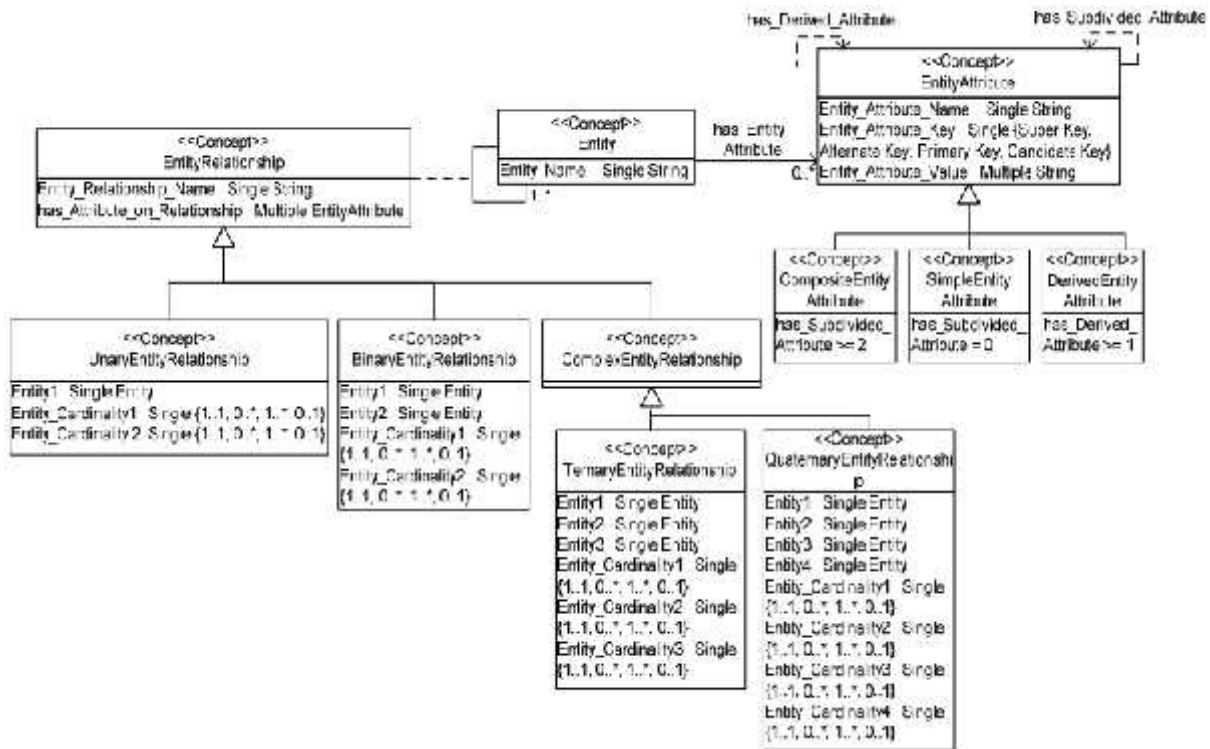 has_Derived_Attribute
has_Subdivided_Attribute
<<Concept>>
EntityAttribute
Entity_Attribute_Name Single String
Entity_Attribute_Key Single {Super Key,
Alternate Key, Primary Key, Candidate Key}
Entity_Attribute_Value Multiple String
<<Concept>>
Entity
Entity_Name Single String
1..*
has_Entity
Attribute
0..*
<<Concept>>
EntityRelationship
Entity_Relationship_Name Single String
has_Attribute_on_Relationship Multiple EntityAttribute
<<Concept>>
CompositeEntity
Attribute
has_Subdivided_
Attribute >= 2
<<Concept>>
SimpleEntity
Attribute
has_Subdivided_
Attribute = 0
<<Concept>>
DerivedEntity
Attribute
has_Derived_
Attribute >= 1
<<Concept>>
UnaryEntityRelationship
Entity1 Single Entity
Entity_Cardinality1 Single {1..1, 0..*, 1..*, 0..1}
Entity_Cardinality2 Single {1..1, 0..*, 1..*, 0..1}
<<Concept>>
BinaryEntityRelationship
Entity1 Single Entity
Entity2 Single Entity
Entity_Cardinality1 Single
{1..1, 0..*, 1..*, 0..1}
Entity_Cardinality2 Single
{1..1, 0..*, 1..*, 0..1}
<<Concept>>
ComplexEntityRelationship
<<Concept>>
TernaryEntityRelationship
Entity1 Single Entity
Entity2 Single Entity
Entity3 Single Entity
Entity_Cardinality1 Single
{1..1, 0..*, 1..*, 0..1}
Entity_Cardinality2 Single
{1..1, 0..*, 1..*, 0..1}
Entity_Cardinality3 Single
{1..1, 0..*, 1..*, 0..1}
<<Concept>>
QuaternaryEntityRelationsh
ip
Entity1 Single Entity
Entity2 Single Entity
Entity3 Single Entity
Entity4 Single Entity
Entity_Cardinality1 Single
{1..1, 0..*, 1..*, 0..1}
Entity_Cardinality2 Single
{1..1, 0..*, 1..*, 0..1}
Entity_Cardinality3 Single
{1..1, 0..*, 1..*, 0..1}
Entity_Cardinality4 Single
{1..1, 0..*, 1..*, 0..1}